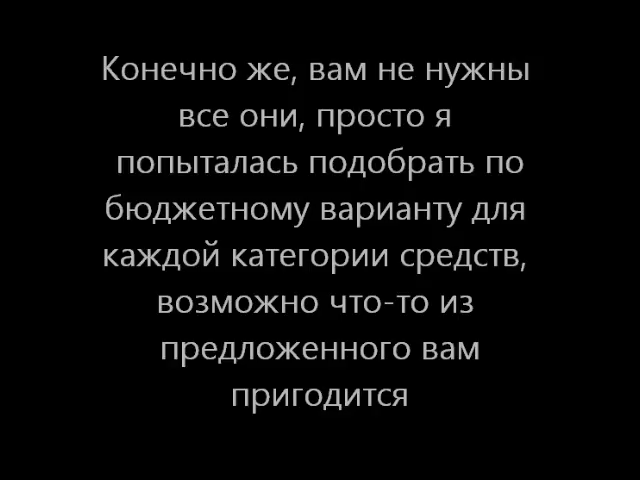 Конечно же, вам не нужны
все они, просто я
попыталась подобрать по
бюджетному варианту для
каждой категории средств,
возможно что-то из
предложенного вам
пригодится